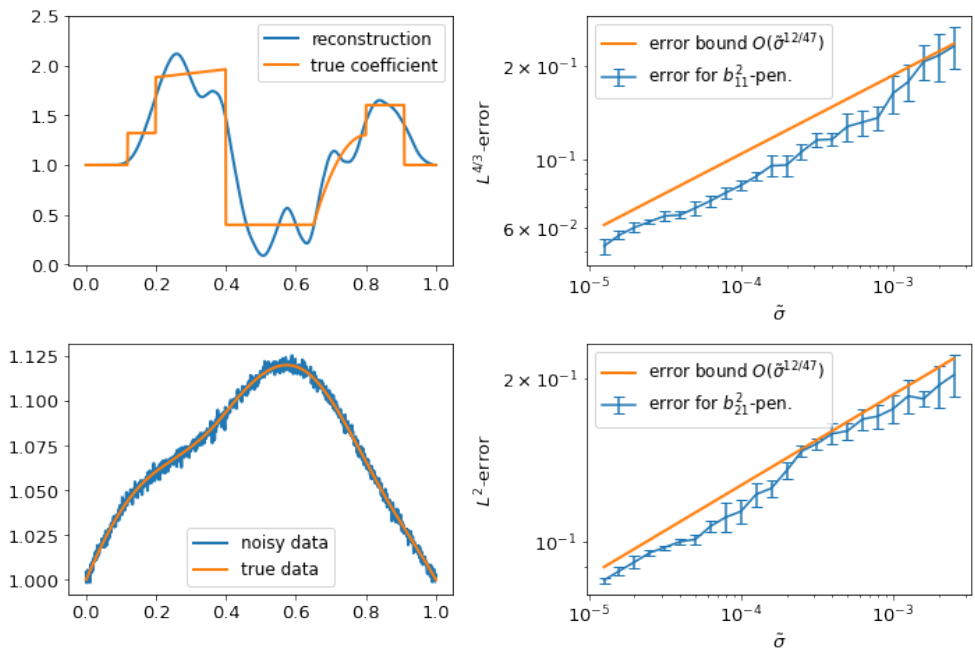 2.5
2.0
1.5
1.0
0.5
0.0
0.0 0.2 0.4 0.6 0.8 1.0
reconstruction
true coefficient
2 × 10⁻¹
10⁻¹
6 × 10⁻²
L^{4/3}-error
error bound O(σ̃^{12/47})
error for b²₁₁-pen.
10⁻⁵ 10⁻⁴ 10⁻³
σ̃
1.125
1.100
1.075
1.050
1.025
1.000
0.0 0.2 0.4 0.6 0.8 1.0
noisy data
true data
2 × 10⁻¹
10⁻¹
L²-error
error bound O(σ̃^{12/47})
error for b²₂₁-pen.
10⁻⁵ 10⁻⁴ 10⁻³
σ̃